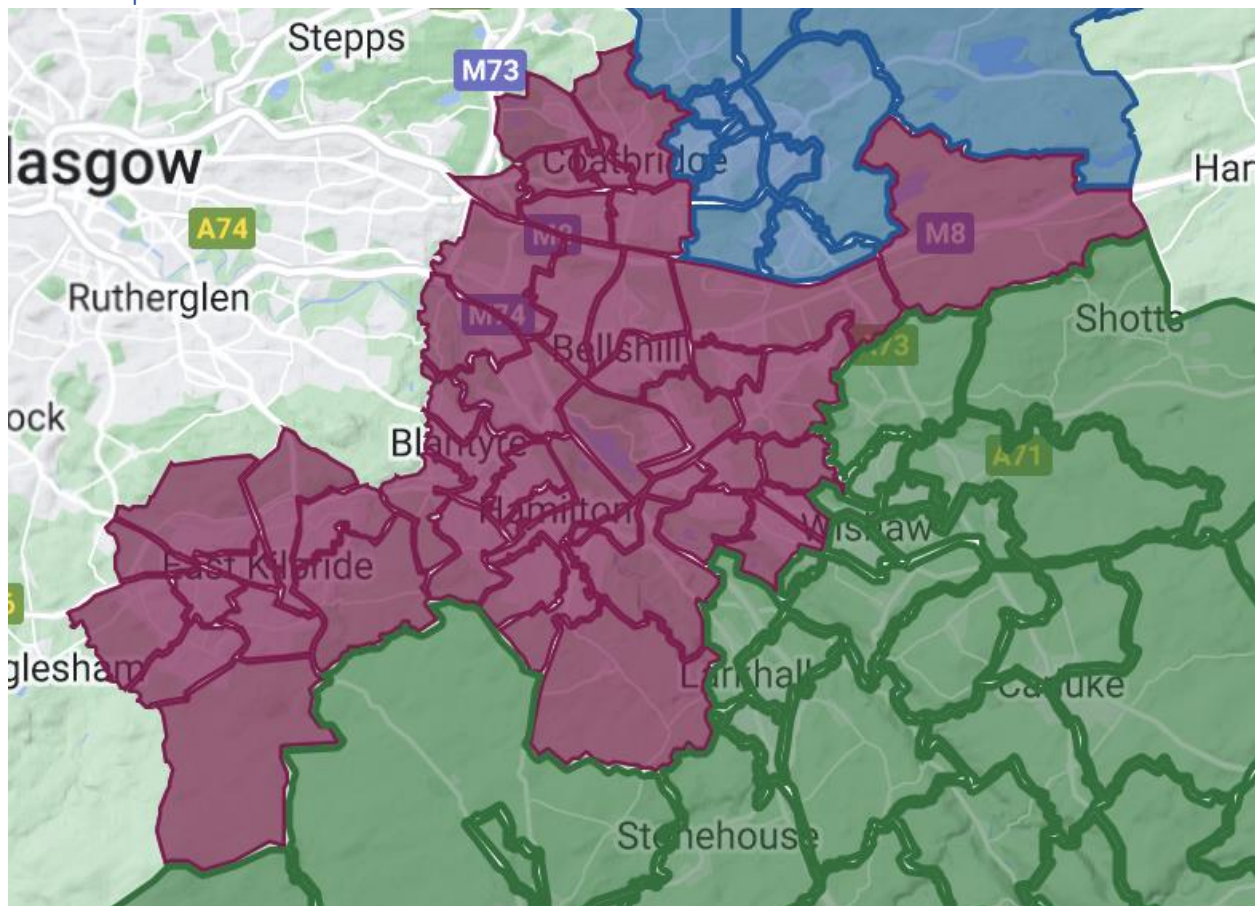 Stepps
M73
lasgow
Coatbridge
Har
A74
M8
M8
Rutherglen
M74
Shotts
Bellshill
A73
ock
Blantyre
A71
Hamilton
Wishaw
East Kilbride
glesham
Larkhall
Carluke
Stonehouse